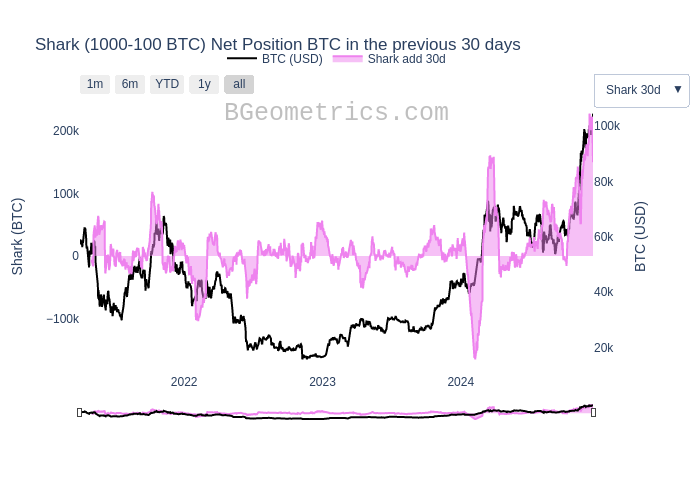 Shark (1000-100 BTC) Net Position BTC in the previous 30 days
BTC (USD) Shark add 30d
1m 6m YTD 1y all
Shark 30d ▼
BGeometrics.com
200k
100k
0
−100k
Shark (BTC)
100k
80k
60k
40k
20k
BTC (USD)
2022 2023 2024